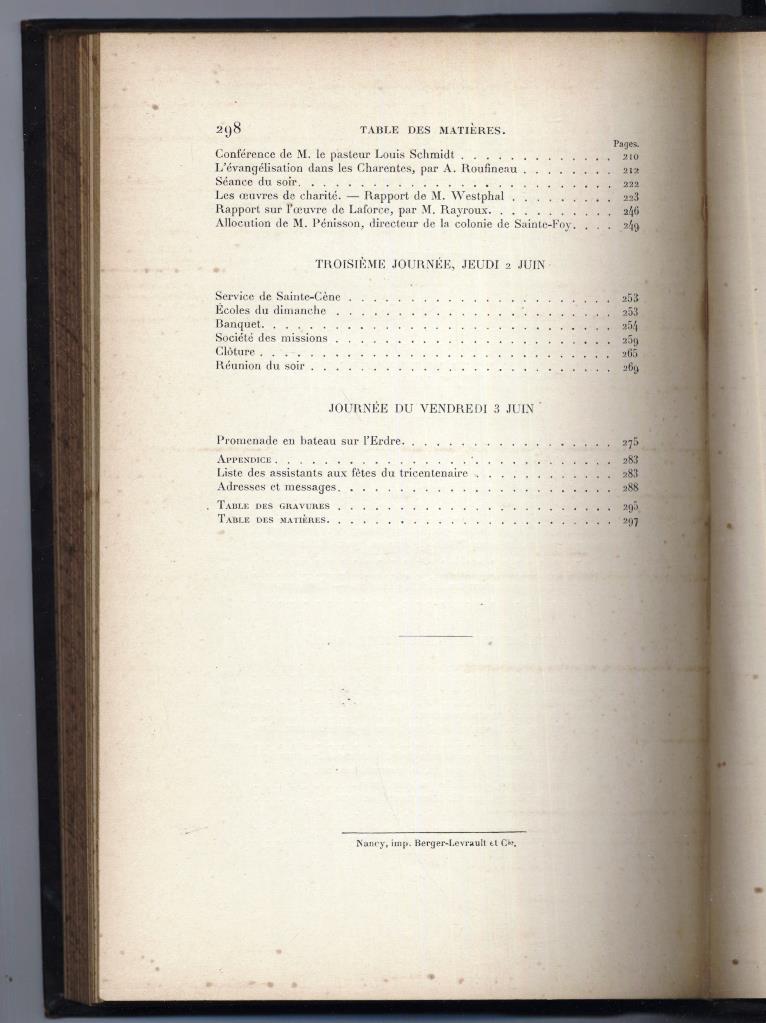 298 TABLE DES MATIÈRES.
Pages.
Conférence de M. le pasteur Louis Schmidt . . . . . . . . . . . . . 210
L'évangélisation dans les Charentes, par A. Roufineau . . . . . . . . 212
Séance du soir. . . . . . . . . . . . . . . . . . . . . . . . 222
Les œuvres de charité. — Rapport de M. Westphal . . . . . . . . . 223
Rapport sur l'œuvre de Laforce, par M. Rayroux. . . . . . . . . . . 246
Allocution de M. Pénisson, directeur de la colonie de Sainte-Foy. . . . 249
TROISIÈME JOURNÉE, JEUDI 2 JUIN
Service de Sainte-Cène . . . . . . . . . . . . . . . . . . . . . . 253
Écoles du dimanche . . . . . . . . . . . . . . . . . . . . . . . 253
Banquet. . . . . . . . . . . . . . . . . . . . . . . . . . . . . 254
Société des missions . . . . . . . . . . . . . . . . . . . . . . . 259
Clôture . . . . . . . . . . . . . . . . . . . . . . . . . . . . . 265
Réunion du soir . . . . . . . . . . . . . . . . . . . . . . . . . 269
JOURNÉE DU VENDREDI 3 JUIN
Promenade en bateau sur l'Erdre. . . . . . . . . . . . . . . . . . 275
APPENDICE . . . . . . . . . . . . . . . . . . . . . . . . . . . . 283
Liste des assistants aux fêtes du tricentenaire . . . . . . . . . . . . 283
Adresses et messages. . . . . . . . . . . . . . . . . . . . . . . 288
TABLE DES GRAVURES . . . . . . . . . . . . . . . . . . . . . . . 295
TABLE DES MATIÈRES. . . . . . . . . . . . . . . . . . . . . . . . 297
Nancy, imp. Berger-Levrault et Cie.